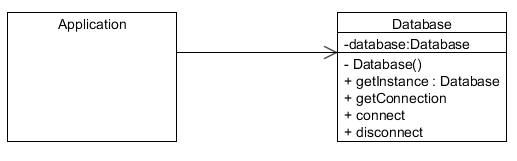 Application
Database
-database:Database
- Database()
+ getInstance : Database
+ getConnection
+ connect
+ disconnect